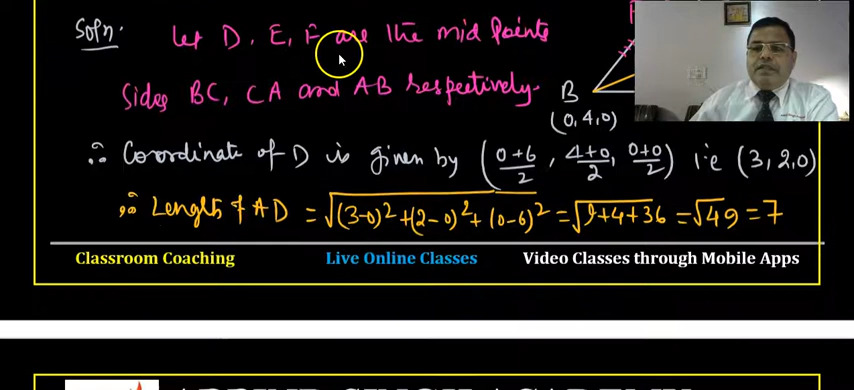 Solⁿ. Let D, E, F are the mid points
Sides BC, CA and AB respectively.
B
(0, 4, 0)
∴ Coordinate of D is given by (0+6/2, 4+0/2, 0+0/2) i.e (3, 2, 0)
∴ Length of AD = √(3-0)² + (2-0)² + (0-6)² = √9+4+36 = √49 = 7
Classroom Coaching Live Online Classes Video Classes through Mobile Apps